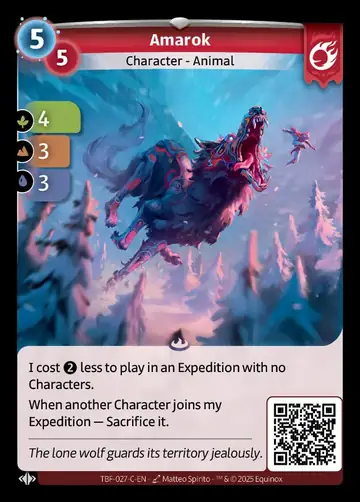 5
Amarok
5
Character - Animal
4
3
3
I cost 2 less to play in an Expedition with no
Characters.
When another Character joins my
Expedition — Sacrifice it.
The lone wolf guards its territory jealously.
TBF-027-C-EN - Matteo Spirito - ™ & © 2025 Equinox